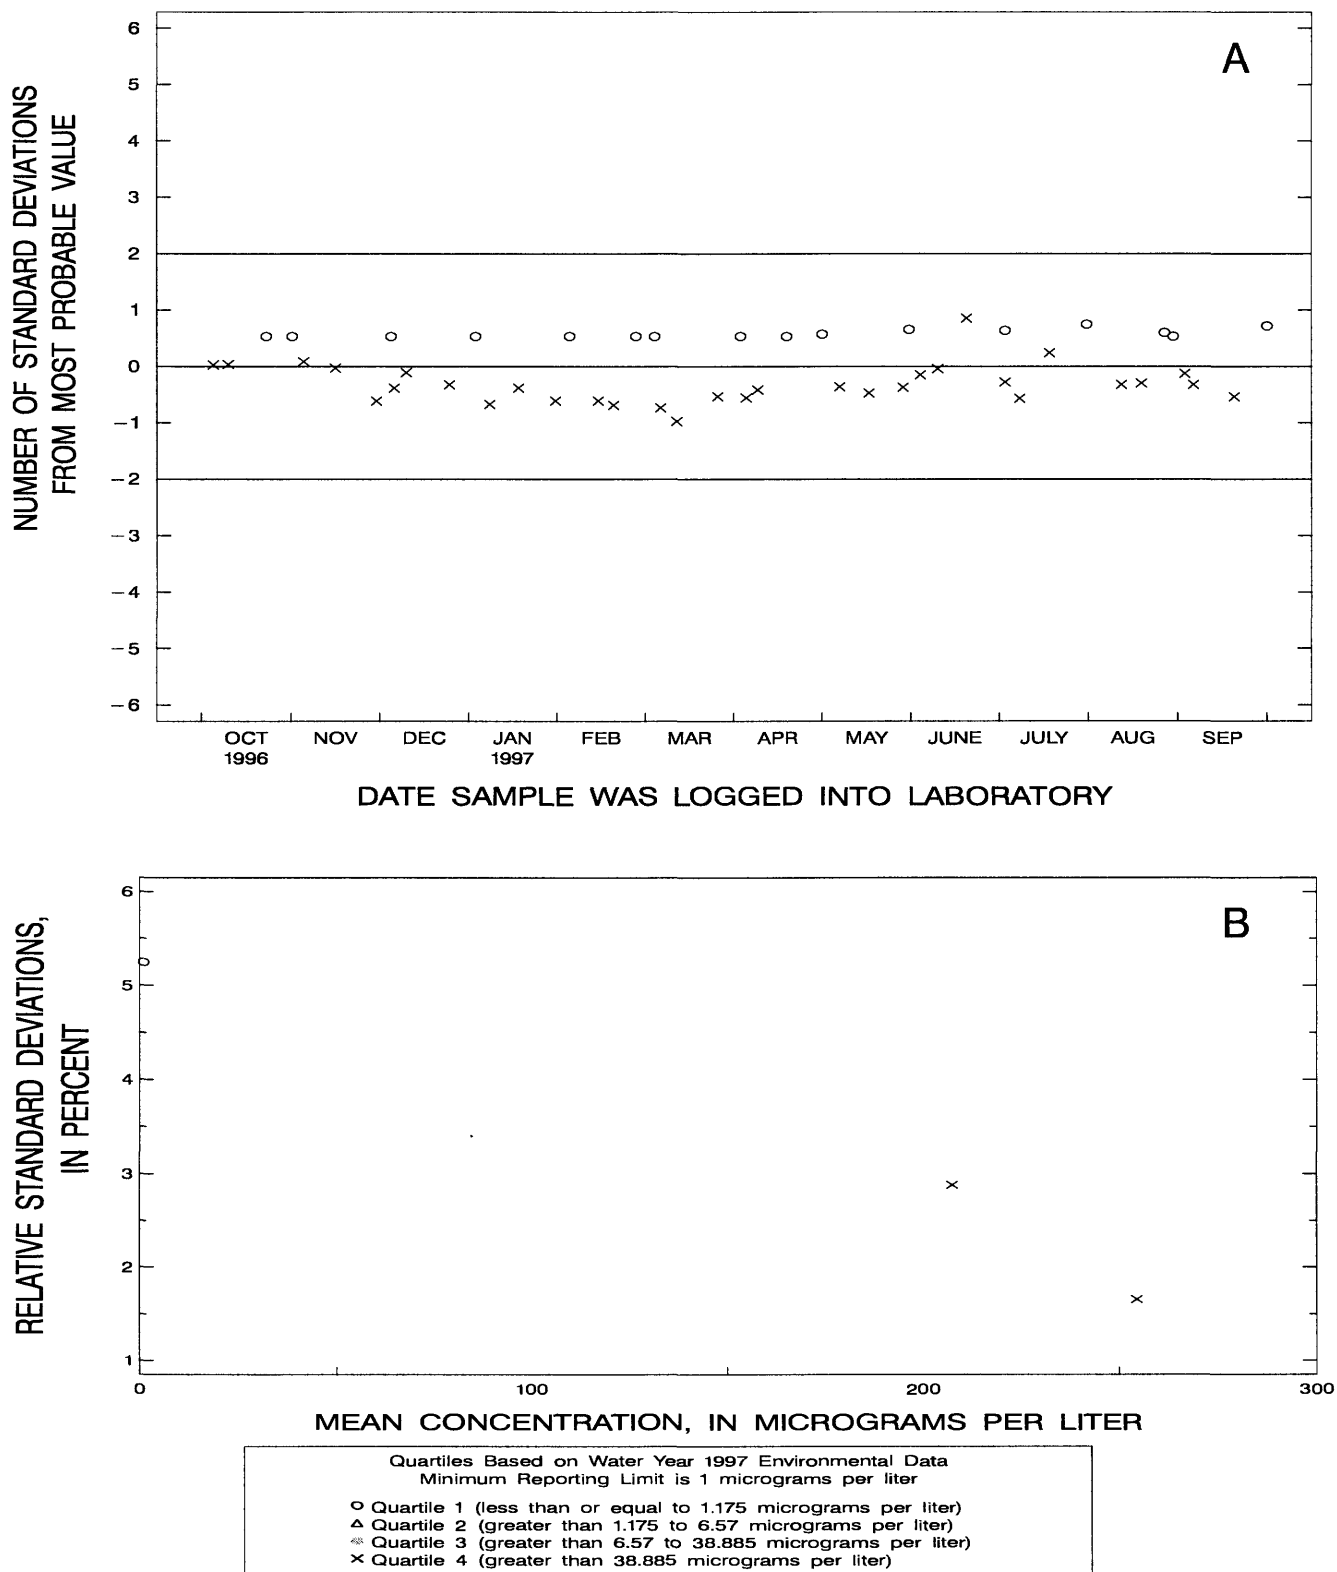 A
NUMBER OF STANDARD DEVIATIONS
FROM MOST PROBABLE VALUE
6
5
4
3
2
1
0
−1
−2
−3
−4
−5
−6
OCT NOV DEC JAN FEB MAR APR MAY JUNE JULY AUG SEP
1996 1997
DATE SAMPLE WAS LOGGED INTO LABORATORY
B
RELATIVE STANDARD DEVIATIONS,
IN PERCENT
6
5
4
3
2
1
0 100 200 300
MEAN CONCENTRATION, IN MICROGRAMS PER LITER
Quartiles Based on Water Year 1997 Environmental Data
Minimum Reporting Limit is 1 micrograms per liter
Quartile 1 (less than or equal to 1.175 micrograms per liter)
Quartile 2 (greater than 1.175 to 6.57 micrograms per liter)
Quartile 3 (greater than 6.57 to 38.885 micrograms per liter)
Quartile 4 (greater than 38.885 micrograms per liter)